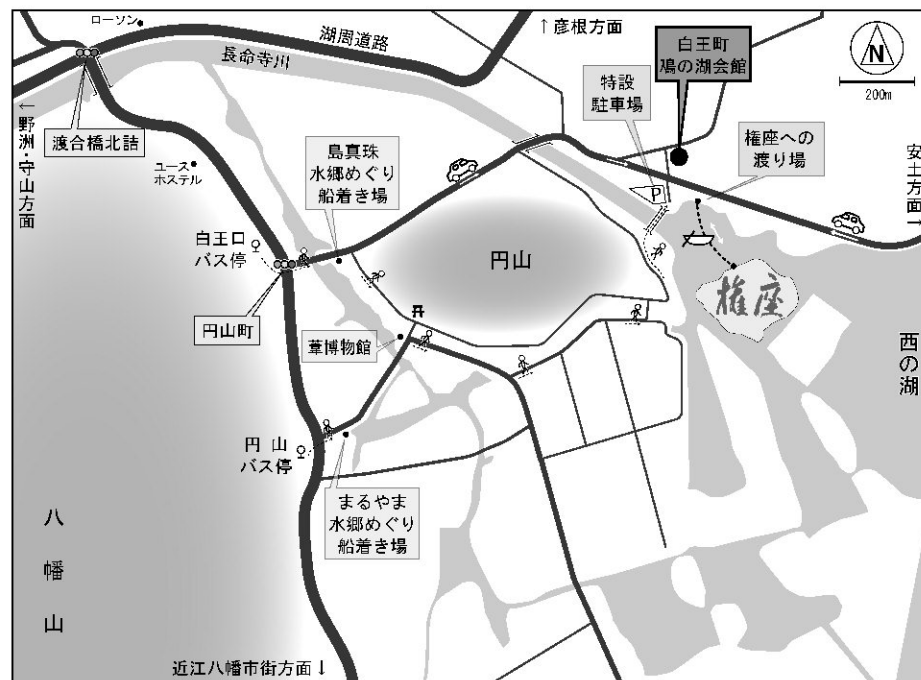 ローソン
湖周道路
長命寺川
↑彦根方面
白王町
鳰の湖会館
N
200m
特設
駐車場
渡合橋北詰
←野洲・守山方面
ユース
ホステル
島真珠
水郷めぐり
船着き場
権座への
渡り場
安土方面→
P
白王口
バス停
円山
権座
円山町
葦博物館
西の湖
円山
バス停
まるやま
水郷めぐり
船着き場
八幡山
近江八幡市街方面↓